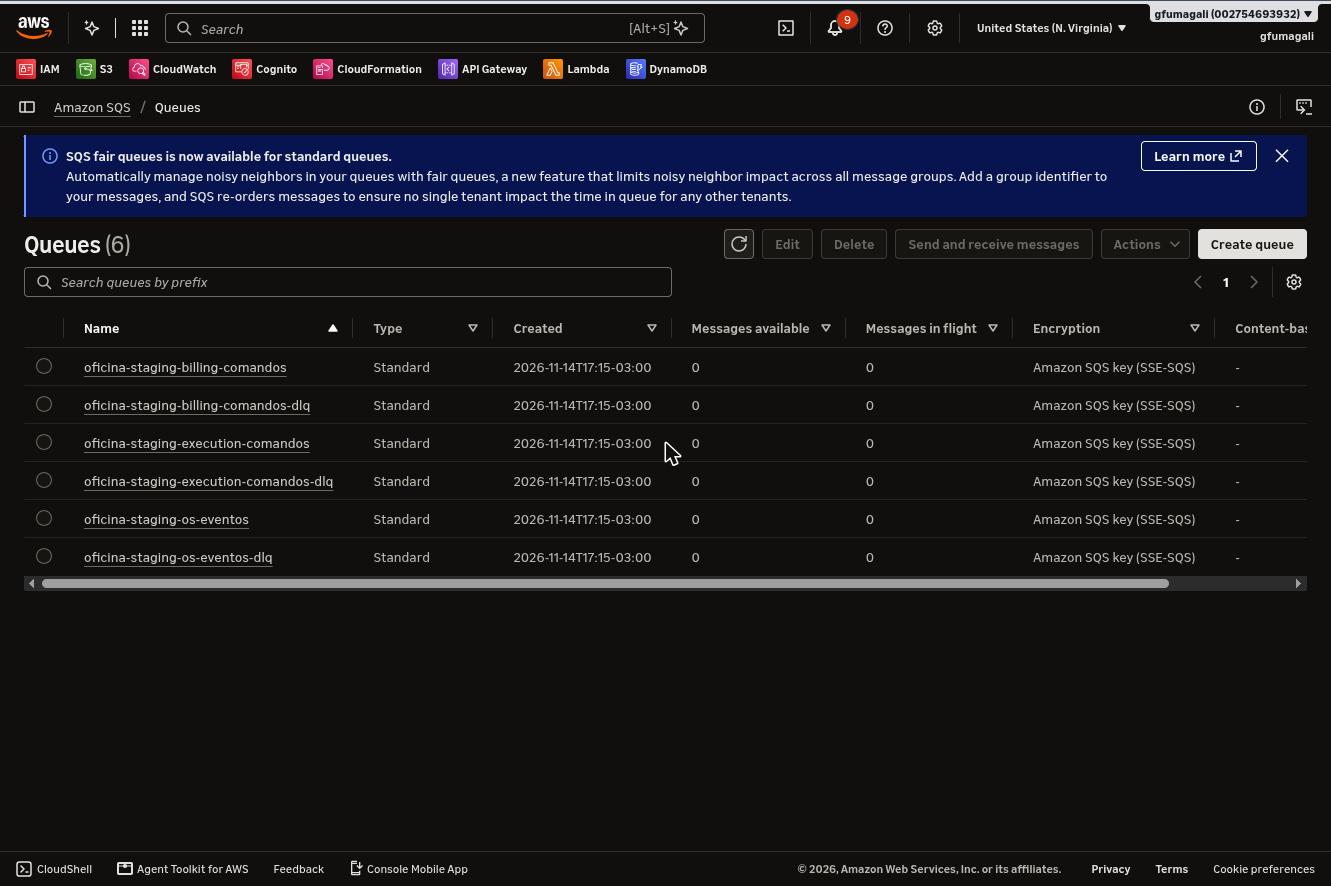 aws
Search
[Alt+S]
9
United States (N. Virginia)
gfumagali (002754693932)
gfumagali
IAM
S3
CloudWatch
Cognito
CloudFormation
API Gateway
Lambda
DynamoDB
Amazon SQS / Queues
SQS fair queues is now available for standard queues.
Automatically manage noisy neighbors in your queues with fair queues, a new feature that limits noisy neighbor impact across all message groups. Add a group identifier to
your messages, and SQS re-orders messages to ensure no single tenant impact the time in queue for any other tenants.
Learn more
Queues (6)
Edit
Delete
Send and receive messages
Actions
Create queue
Search queues by prefix
1
Name Type Created Messages available Messages in flight Encryption Content-bas
oficina-staging-billing-comandos Standard 2026-11-14T17:15-03:00 0 0 Amazon SQS key (SSE-SQS) -
oficina-staging-billing-comandos-dlq Standard 2026-11-14T17:15-03:00 0 0 Amazon SQS key (SSE-SQS) -
oficina-staging-execution-comandos Standard 2026-11-14T17:15-03:00 0 0 Amazon SQS key (SSE-SQS) -
oficina-staging-execution-comandos-dlq Standard 2026-11-14T17:15-03:00 0 0 Amazon SQS key (SSE-SQS) -
oficina-staging-os-eventos Standard 2026-11-14T17:15-03:00 0 0 Amazon SQS key (SSE-SQS) -
oficina-staging-os-eventos-dlq Standard 2026-11-14T17:15-03:00 0 0 Amazon SQS key (SSE-SQS) -
CloudShell
Agent Toolkit for AWS
Feedback
Console Mobile App
© 2026, Amazon Web Services, Inc. or its affiliates.
Privacy
Terms
Cookie preferences